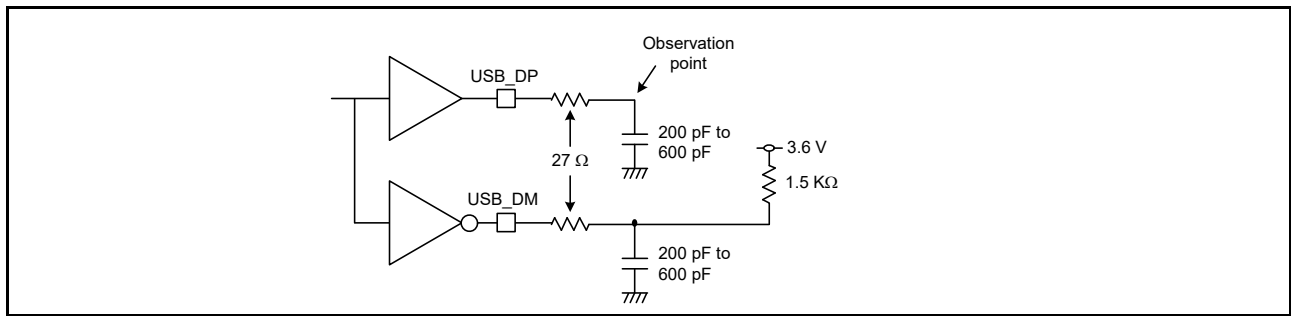 Observation
point
USB_DP
200 pF to
600 pF
3.6 V
27 Ω
1.5 KΩ
USB_DM
200 pF to
600 pF